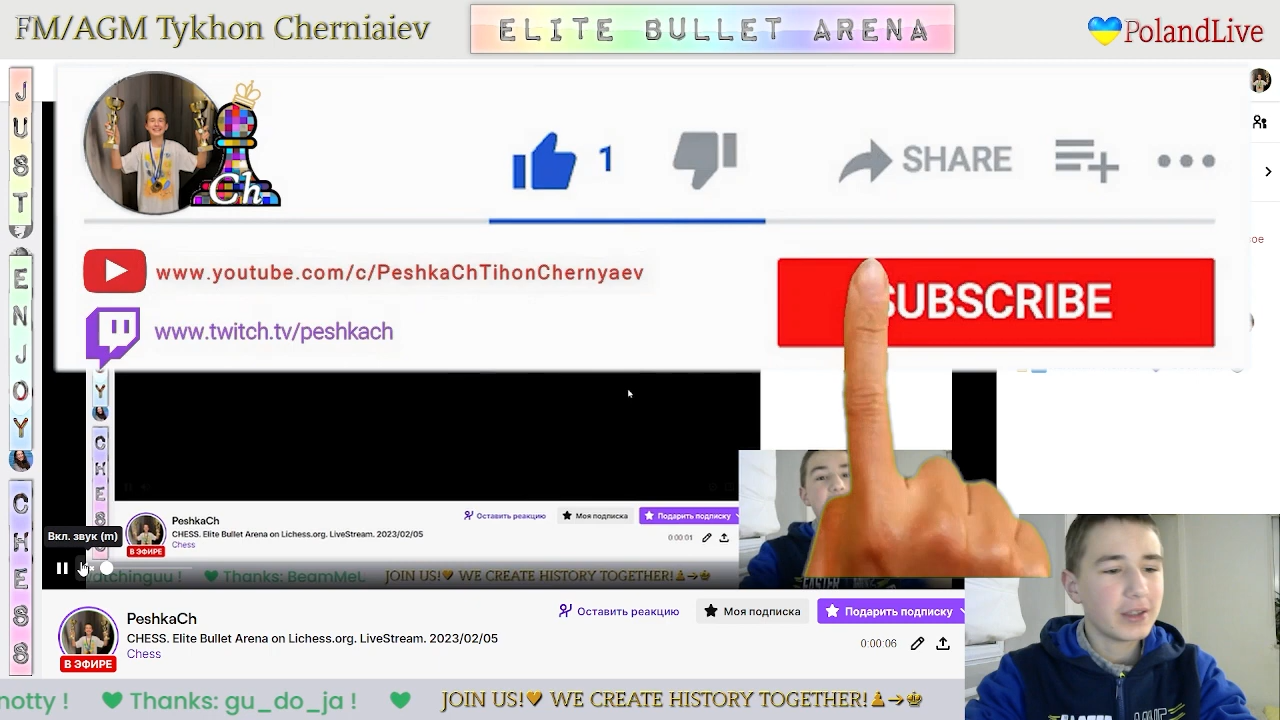 FM/AGM Tykhon Cherniaiev
ELITE BULLET ARENA
PolandLive
JUST
ENJOY
CHESS
Ch
1
SHARE
www.youtube.com/c/PeshkaChTihonChernyaev
www.twitch.tv/peshkach
SUBSCRIBE
Y
CHESS
PeshkaCh
CHESS. Elite Bullet Arena on Lichess.org. LiveStream. 2023/02/05
Chess
В ЭФИРЕ
Оставить реакцию
Моя подписка
Подарить подписку
0:00:01
Вкл. звук (m)
Thanks: BeamMeL
JOIN US! WE CREATE HISTORY TOGETHER!
PeshkaCh
CHESS. Elite Bullet Arena on Lichess.org. LiveStream. 2023/02/05
Chess
В ЭФИРЕ
Оставить реакцию
Моя подписка
Подарить подписку
0:00:06
notty !
Thanks: gu_do_ja !
JOIN US! WE CREATE HISTORY TOGETHER!